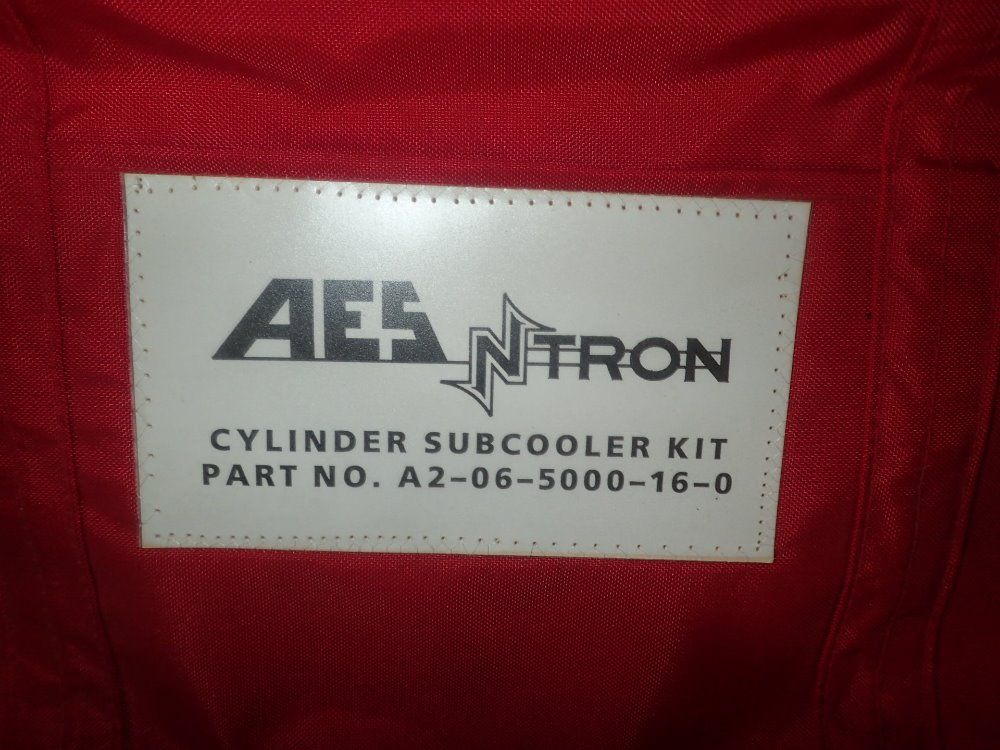 AES NTRON
CYLINDER SUBCOOLER KIT
PART NO. A2-06-5000-16-0